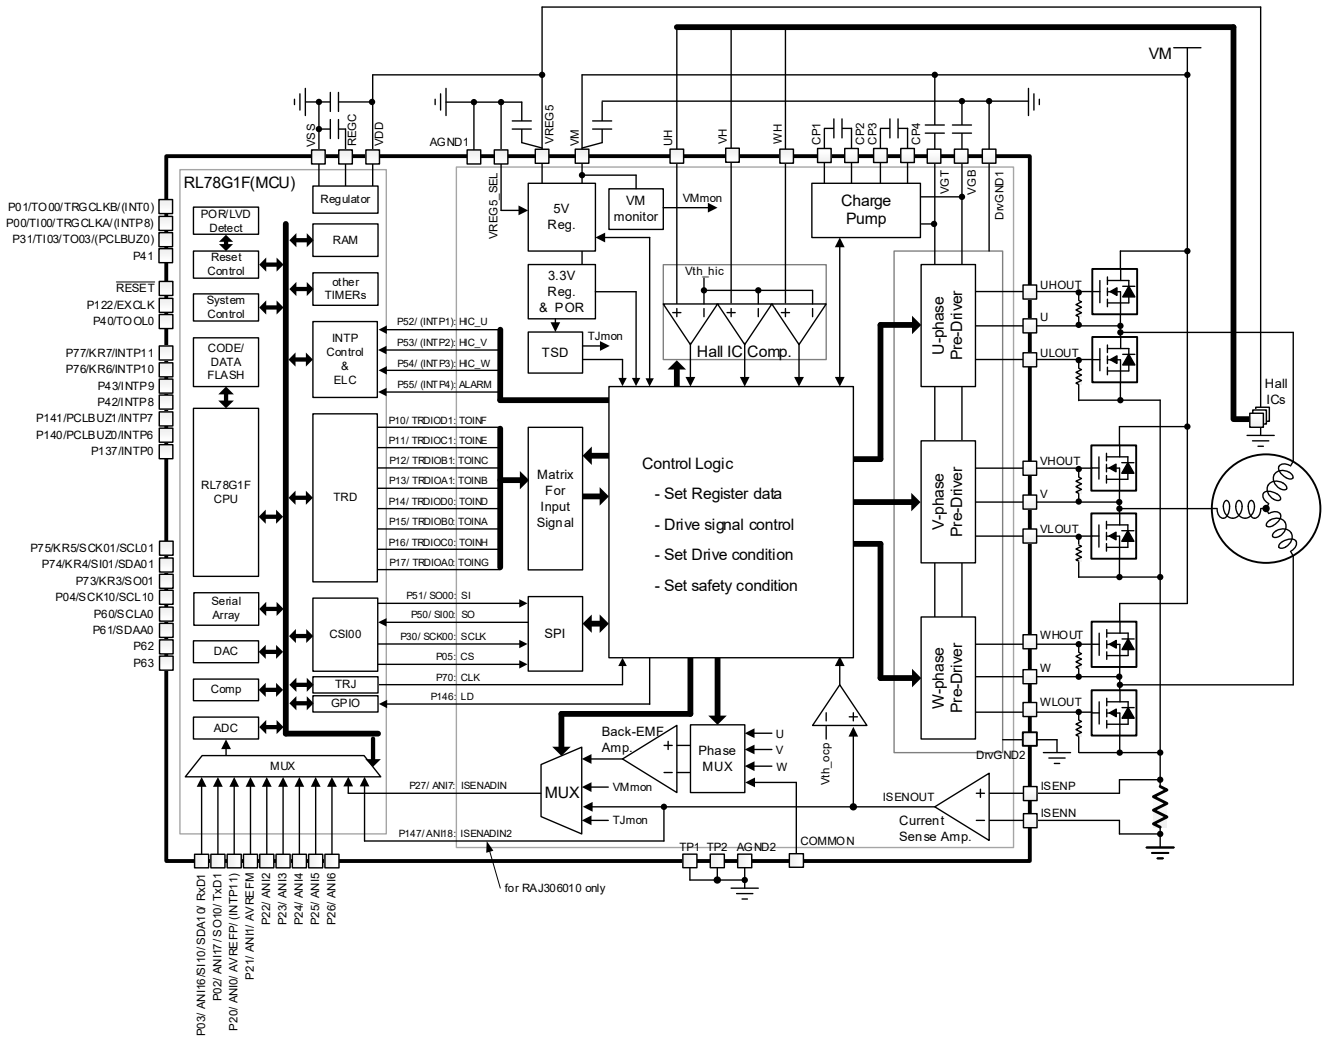 VM
VSS
REGC
VDD
AGND1
VREG5
VM
UH
VH
WH
CP1
CP2
CP3
CP4
VREG5_SEL
VGT
VGB
DrvGND1
RL78G1F(MCU)
P01/TO00/TRGCLKB/(INT0)
P00/TI00/TRGCLKA/(INTP8)
P31/TI03/TO03/(PCLBUZ0)
P41
RESET
P122/EXCLK
P40/TOOL0
P77/KR7/INTP11
P76/KR6/INTP10
P43/INTP9
P42/INTP8
P141/PCLBUZ1/INTP7
P140/PCLBUZ0/INTP6
P137/INTP0
P75/KR5/SCK01/SCL01
P74/KR4/SI01/SDA01
P73/KR3/SO01
P04/SCK10/SCL10
P60/SCLA0
P61/SDAA0
P62
P63
POR/LVD
Detect
Reset
Control
System
Control
CODE/
DATA
FLASH
RL78G1F
CPU
Serial
Array
DAC
Comp
ADC
MUX
Regulator
RAM
other
TIMERs
INTP
Control
&
ELC
TRD
CSI00
TRJ
GPIO
P52/ (INTP1): HIC_U
P53/ (INTP2): HIC_V
P54/ (INTP3): HIC_W
P55/ (INTP4): ALARM
P10/ TRDIOD1: TOINF
P11/ TRDIOC1: TOINE
P12/ TRDIOB1: TOINC
P13/ TRDIOA1: TOINB
P14/ TRDIOD0: TOIND
P15/ TRDIOB0: TOINA
P16/ TRDIOC0: TOINH
P17/ TRDIOA0: TOING
P51/ SO00: SI
P50/ SI00: SO
P30/ SCK00: SCLK
P05: CS
P70: CLK
P146: LD
P27/ ANI7: ISENADIN
P147/ ANI18: ISENADIN2
for RAJ306010 only
5V
Reg.
VM
monitor
VMmon
3.3V
Reg.
& POR
TSD
TJmon
Vth_hic
+
+
+
Hall IC Comp.
Charge
Pump
Matrix
For
Input
Signal
SPI
Control Logic
- Set Register data
- Drive signal control
- Set Drive condition
- Set safety condition
U-phase
Pre-Driver
V-phase
Pre-Driver
W-phase
Pre-Driver
UHOUT
U
ULOUT
VHOUT
V
VLOUT
WHOUT
W
WLOUT
DrvGND2
Hall
ICs
Back-EMF
Amp.
+
−
Phase
MUX
U
V
W
MUX
VMmon
TJmon
+
Vth_ocp
ISENOUT
Current
Sense Amp.
+
−
ISENP
ISENN
TP1
TP2
AGND2
COMMON
P03/ ANI16/SI10/ SDA10/ RxD1
P02/ ANI17/ SO10/ TxD1
P20/ ANI0/ AVREFP/ (INTP11)
P21/ ANI1/ AVREFM
P22/ ANI2
P23/ ANI3
P24/ ANI4
P25/ ANI5
P26/ ANI6